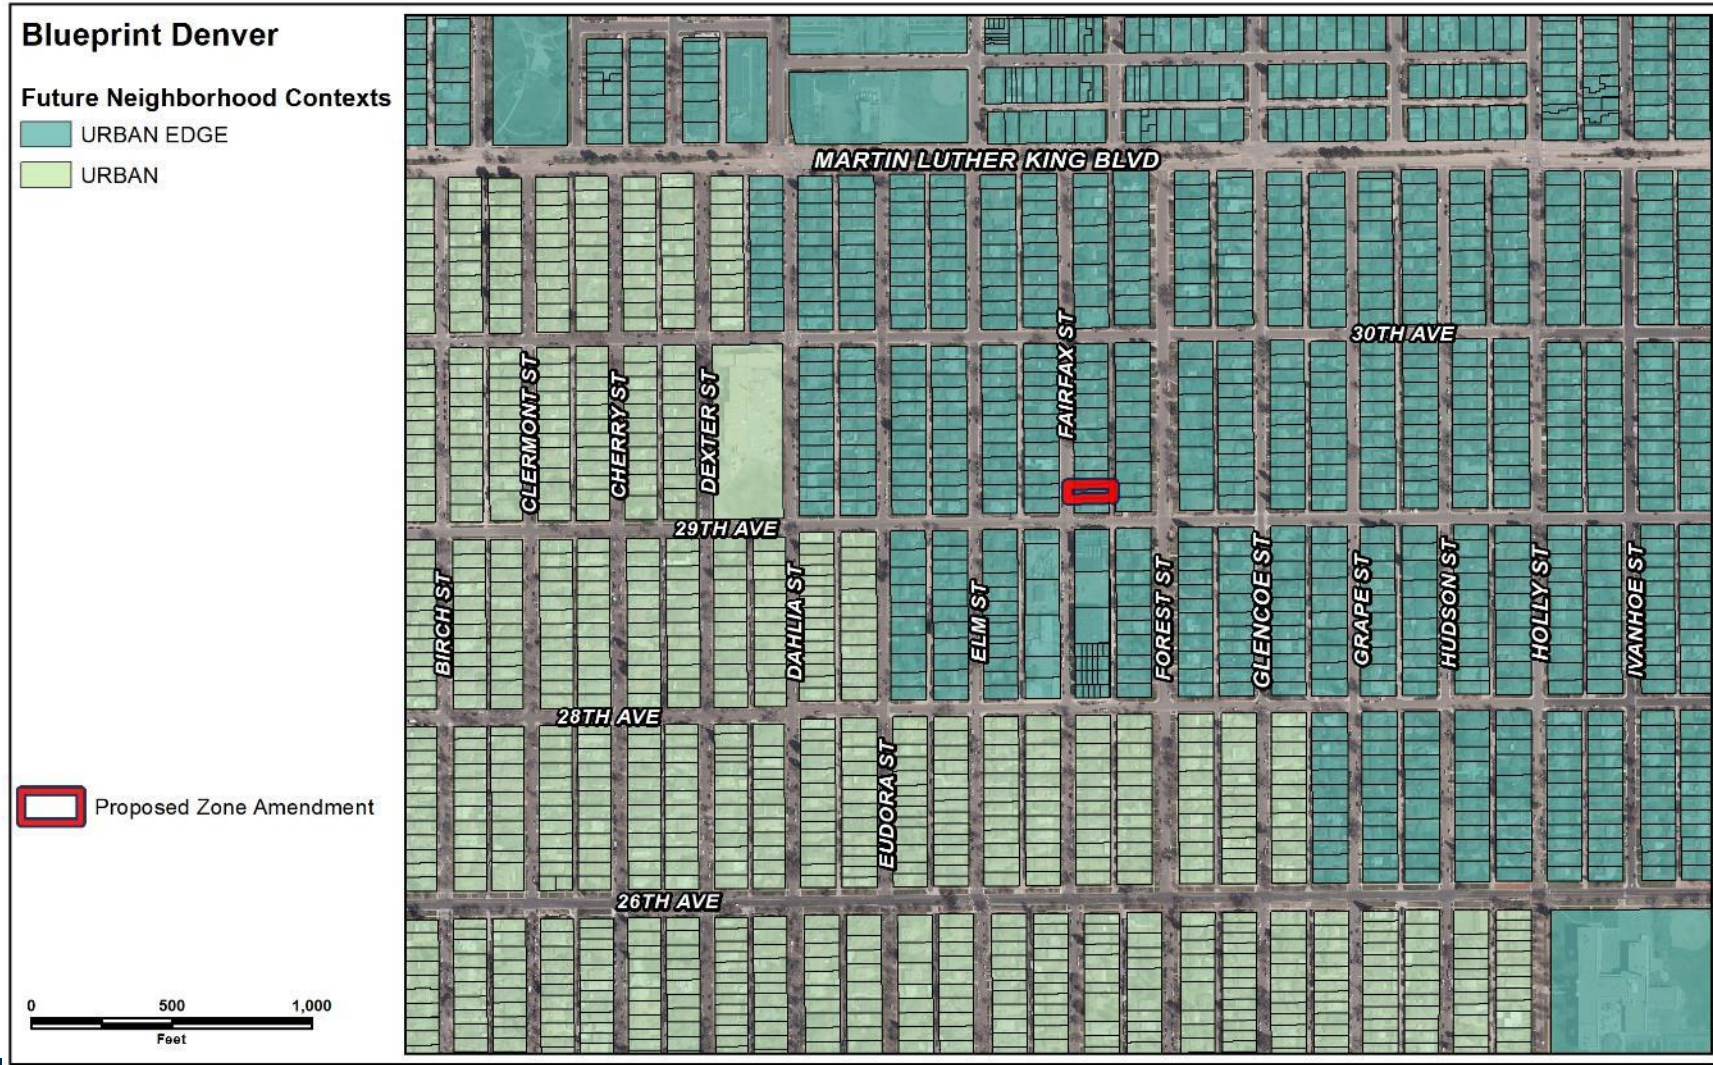 Blueprint Denver
Future Neighborhood Contexts
URBAN EDGE
URBAN
Proposed Zone Amendment
0 500 1,000
Feet
MARTIN LUTHER KING BLVD
30TH AVE
FAIRFAX ST
CLERMONT ST
CHERRY ST
DEXTER ST
29TH AVE
BIRCH ST
DAHLIA ST
ELM ST
FOREST ST
GLENCOE ST
GRAPE ST
HUDSON ST
HOLLY ST
IVANHOE ST
28TH AVE
EUDORA ST
26TH AVE